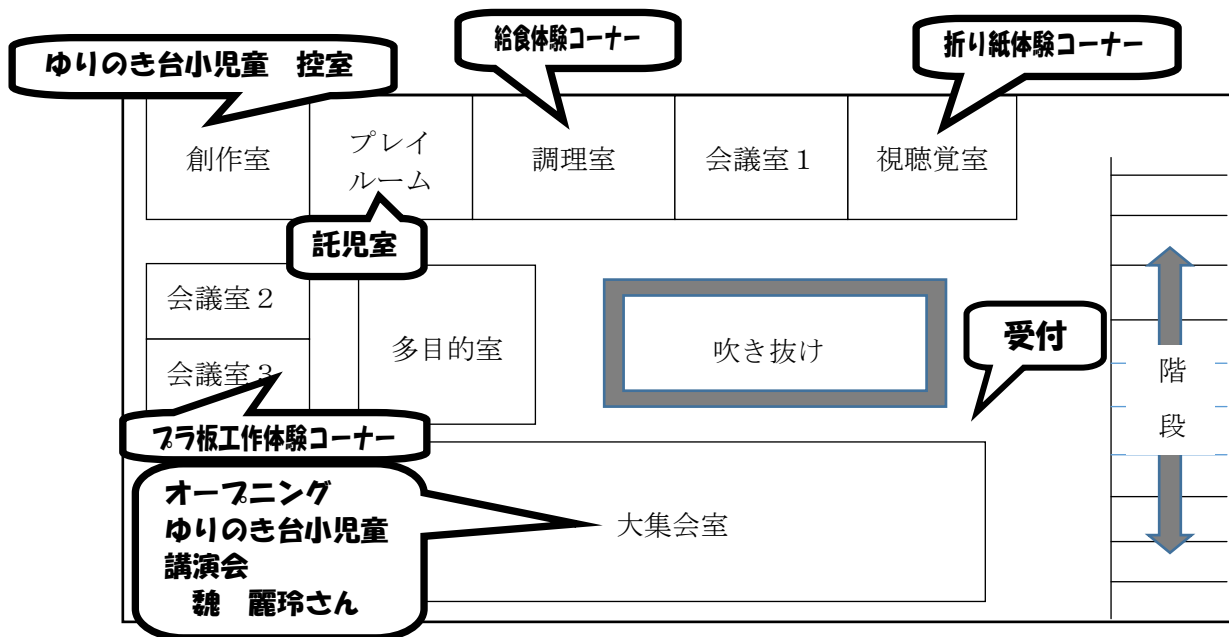 ゆりのき台小児童　控室
給食体験コーナー
折り紙体験コーナー
創作室
プレイ
ルーム
調理室
会議室１
視聴覚室
託児室
会議室２
多目的室
吹き抜け
受付
会議室３
階
段
プラ板工作体験コーナー
オープニング
ゆりのき台小児童
講演会
魏　麗玲さん
大集会室